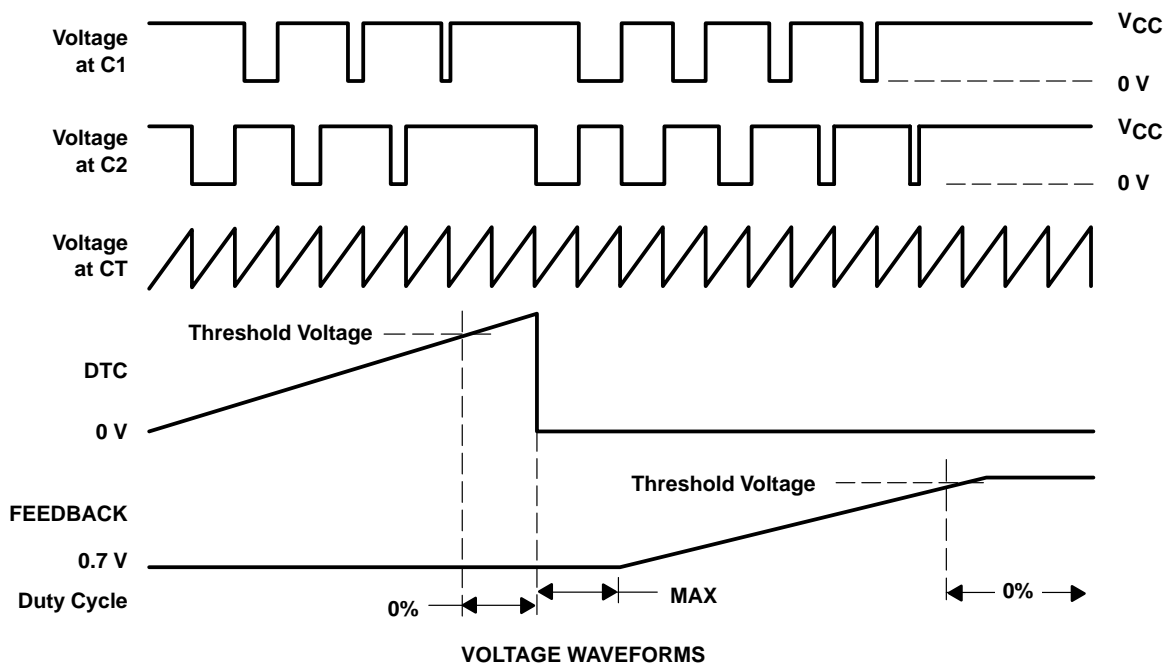 Voltage
at C1
VCC
0 V
Voltage
at C2
VCC
0 V
Voltage
at CT
Threshold Voltage
DTC
0 V
Threshold Voltage
FEEDBACK
0.7 V
Duty Cycle
0%
MAX
0%
VOLTAGE WAVEFORMS